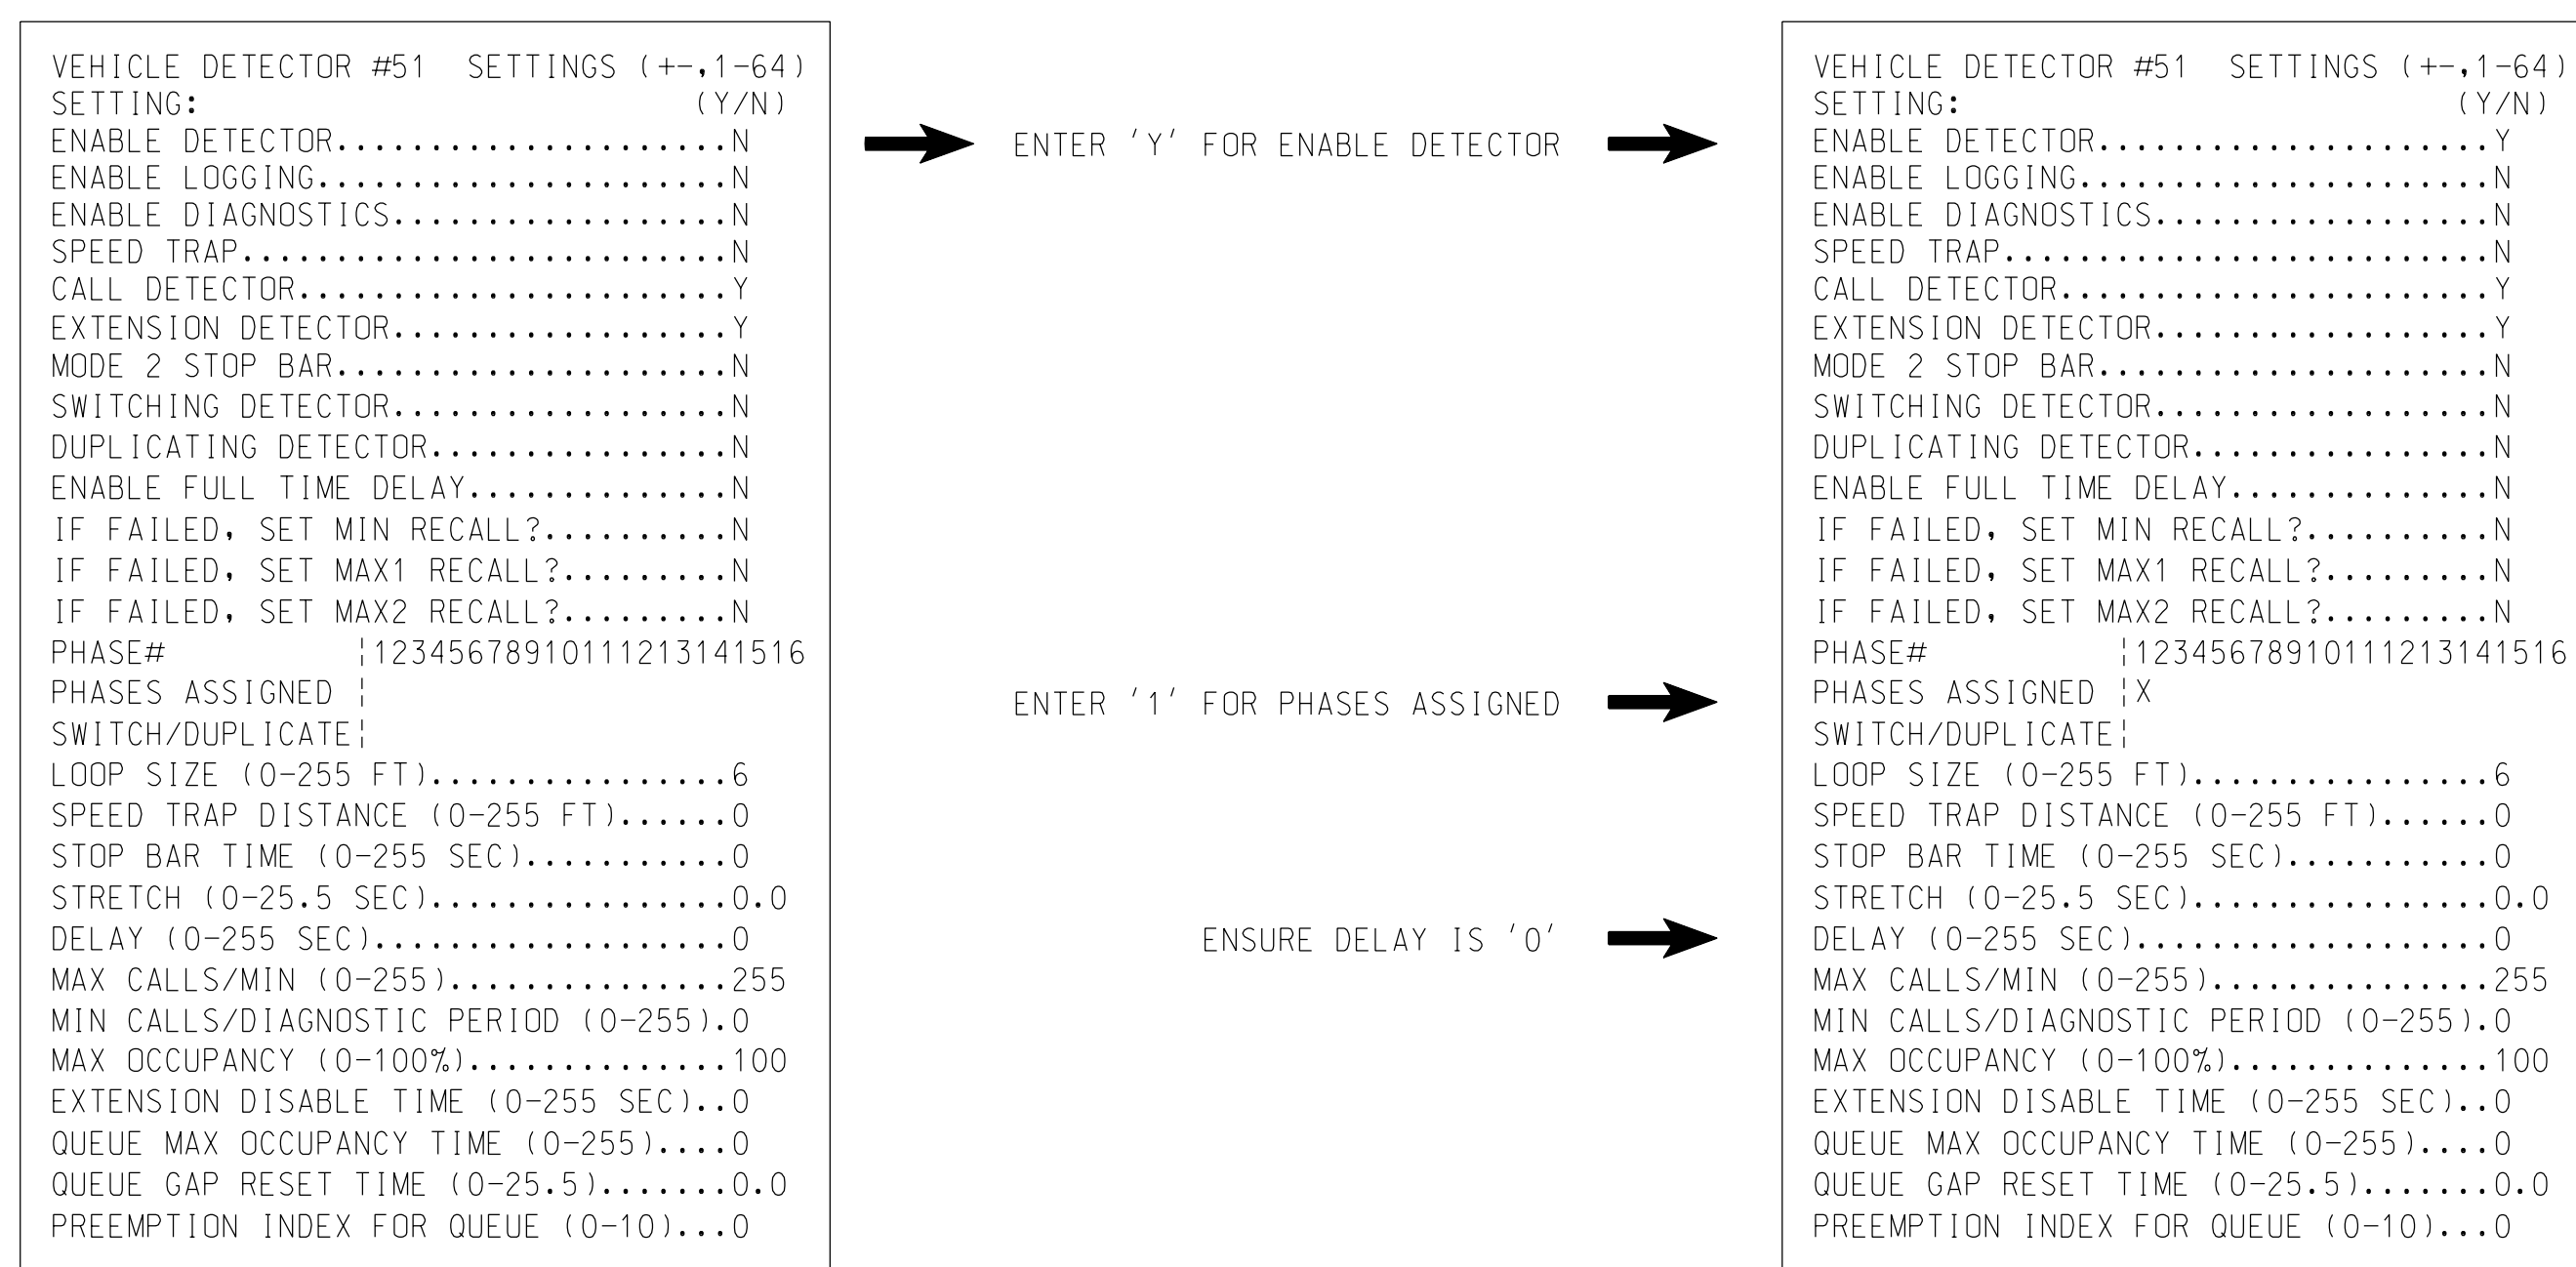 VEHICLE DETECTOR #51  SETTINGS (+-,1-64)
SETTING:                          (Y/N)
ENABLE DETECTOR.....................N
ENABLE LOGGING......................N
ENABLE DIAGNOSTICS..................N
SPEED TRAP..........................N
CALL DETECTOR.......................Y
EXTENSION DETECTOR..................Y
MODE 2 STOP BAR.....................N
SWITCHING DETECTOR..................N
DUPLICATING DETECTOR................N
ENABLE FULL TIME DELAY..............N
IF FAILED, SET MIN RECALL?..........N
IF FAILED, SET MAX1 RECALL?.........N
IF FAILED, SET MAX2 RECALL?.........N
PHASE#          ¦12345678910111213141516
PHASES ASSIGNED ¦
SWITCH/DUPLICATE¦
LOOP SIZE (0-255 FT)................6
SPEED TRAP DISTANCE (0-255 FT)......0
STOP BAR TIME (0-255 SEC)...........0
STRETCH (0-25.5 SEC)................0.0
DELAY (0-255 SEC)...................0
MAX CALLS/MIN (0-255)...............255
MIN CALLS/DIAGNOSTIC PERIOD (0-255).0
MAX OCCUPANCY (0-100%)..............100
EXTENSION DISABLE TIME (0-255 SEC)..0
QUEUE MAX OCCUPANCY TIME (0-255)....0
QUEUE GAP RESET TIME (0-25.5).......0.0
PREEMPTION INDEX FOR QUEUE (0-10)...0
ENTER 'Y' FOR ENABLE DETECTOR
ENTER '1' FOR PHASES ASSIGNED
ENSURE DELAY IS '0'
VEHICLE DETECTOR #51  SETTINGS (+-,1-64)
SETTING:                          (Y/N)
ENABLE DETECTOR.....................Y
ENABLE LOGGING......................N
ENABLE DIAGNOSTICS..................N
SPEED TRAP..........................N
CALL DETECTOR.......................Y
EXTENSION DETECTOR..................Y
MODE 2 STOP BAR.....................N
SWITCHING DETECTOR..................N
DUPLICATING DETECTOR................N
ENABLE FULL TIME DELAY..............N
IF FAILED, SET MIN RECALL?..........N
IF FAILED, SET MAX1 RECALL?.........N
IF FAILED, SET MAX2 RECALL?.........N
PHASE#          ¦12345678910111213141516
PHASES ASSIGNED ¦X
SWITCH/DUPLICATE¦
LOOP SIZE (0-255 FT)................6
SPEED TRAP DISTANCE (0-255 FT)......0
STOP BAR TIME (0-255 SEC)...........0
STRETCH (0-25.5 SEC)................0.0
DELAY (0-255 SEC)...................0
MAX CALLS/MIN (0-255)...............255
MIN CALLS/DIAGNOSTIC PERIOD (0-255).0
MAX OCCUPANCY (0-100%)..............100
EXTENSION DISABLE TIME (0-255 SEC)..0
QUEUE MAX OCCUPANCY TIME (0-255)....0
QUEUE GAP RESET TIME (0-25.5).......0.0
PREEMPTION INDEX FOR QUEUE (0-10)...0